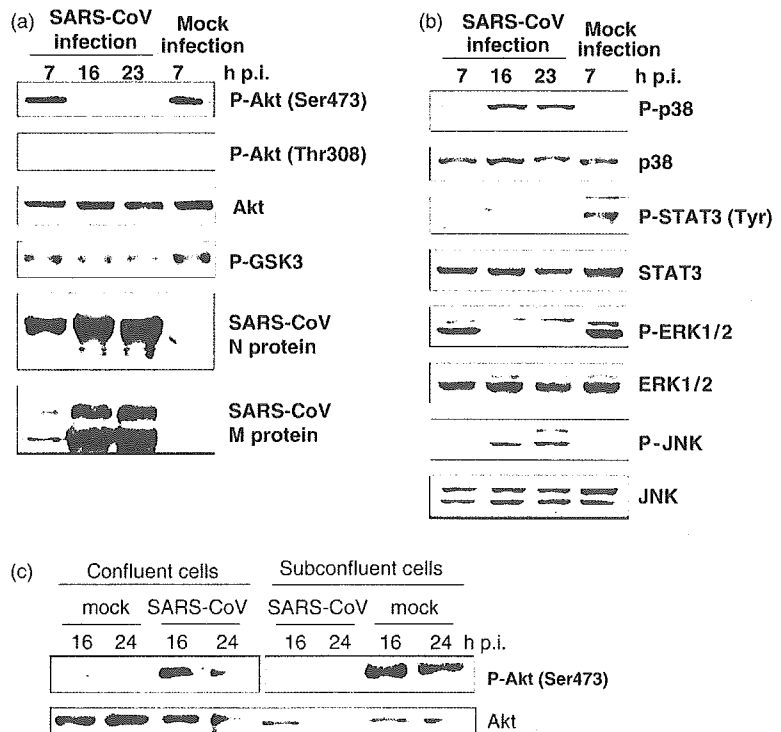 (a)
SARS-CoV infection
Mock infection
7 16 23 7 h p.i.
P-Akt (Ser473)
P-Akt (Thr308)
Akt
P-GSK3
SARS-CoV
N protein
SARS-CoV
M protein
(b)
SARS-CoV infection
Mock infection
7 16 23 7 h p.i.
P-p38
p38
P-STAT3 (Tyr)
STAT3
P-ERK1/2
ERK1/2
P-JNK
JNK
(c)
Confluent cells Subconfluent cells
mock SARS-CoV SARS-CoV mock
16 24 16 24 16 24 16 24 h p.i.
P-Akt (Ser473)
Akt